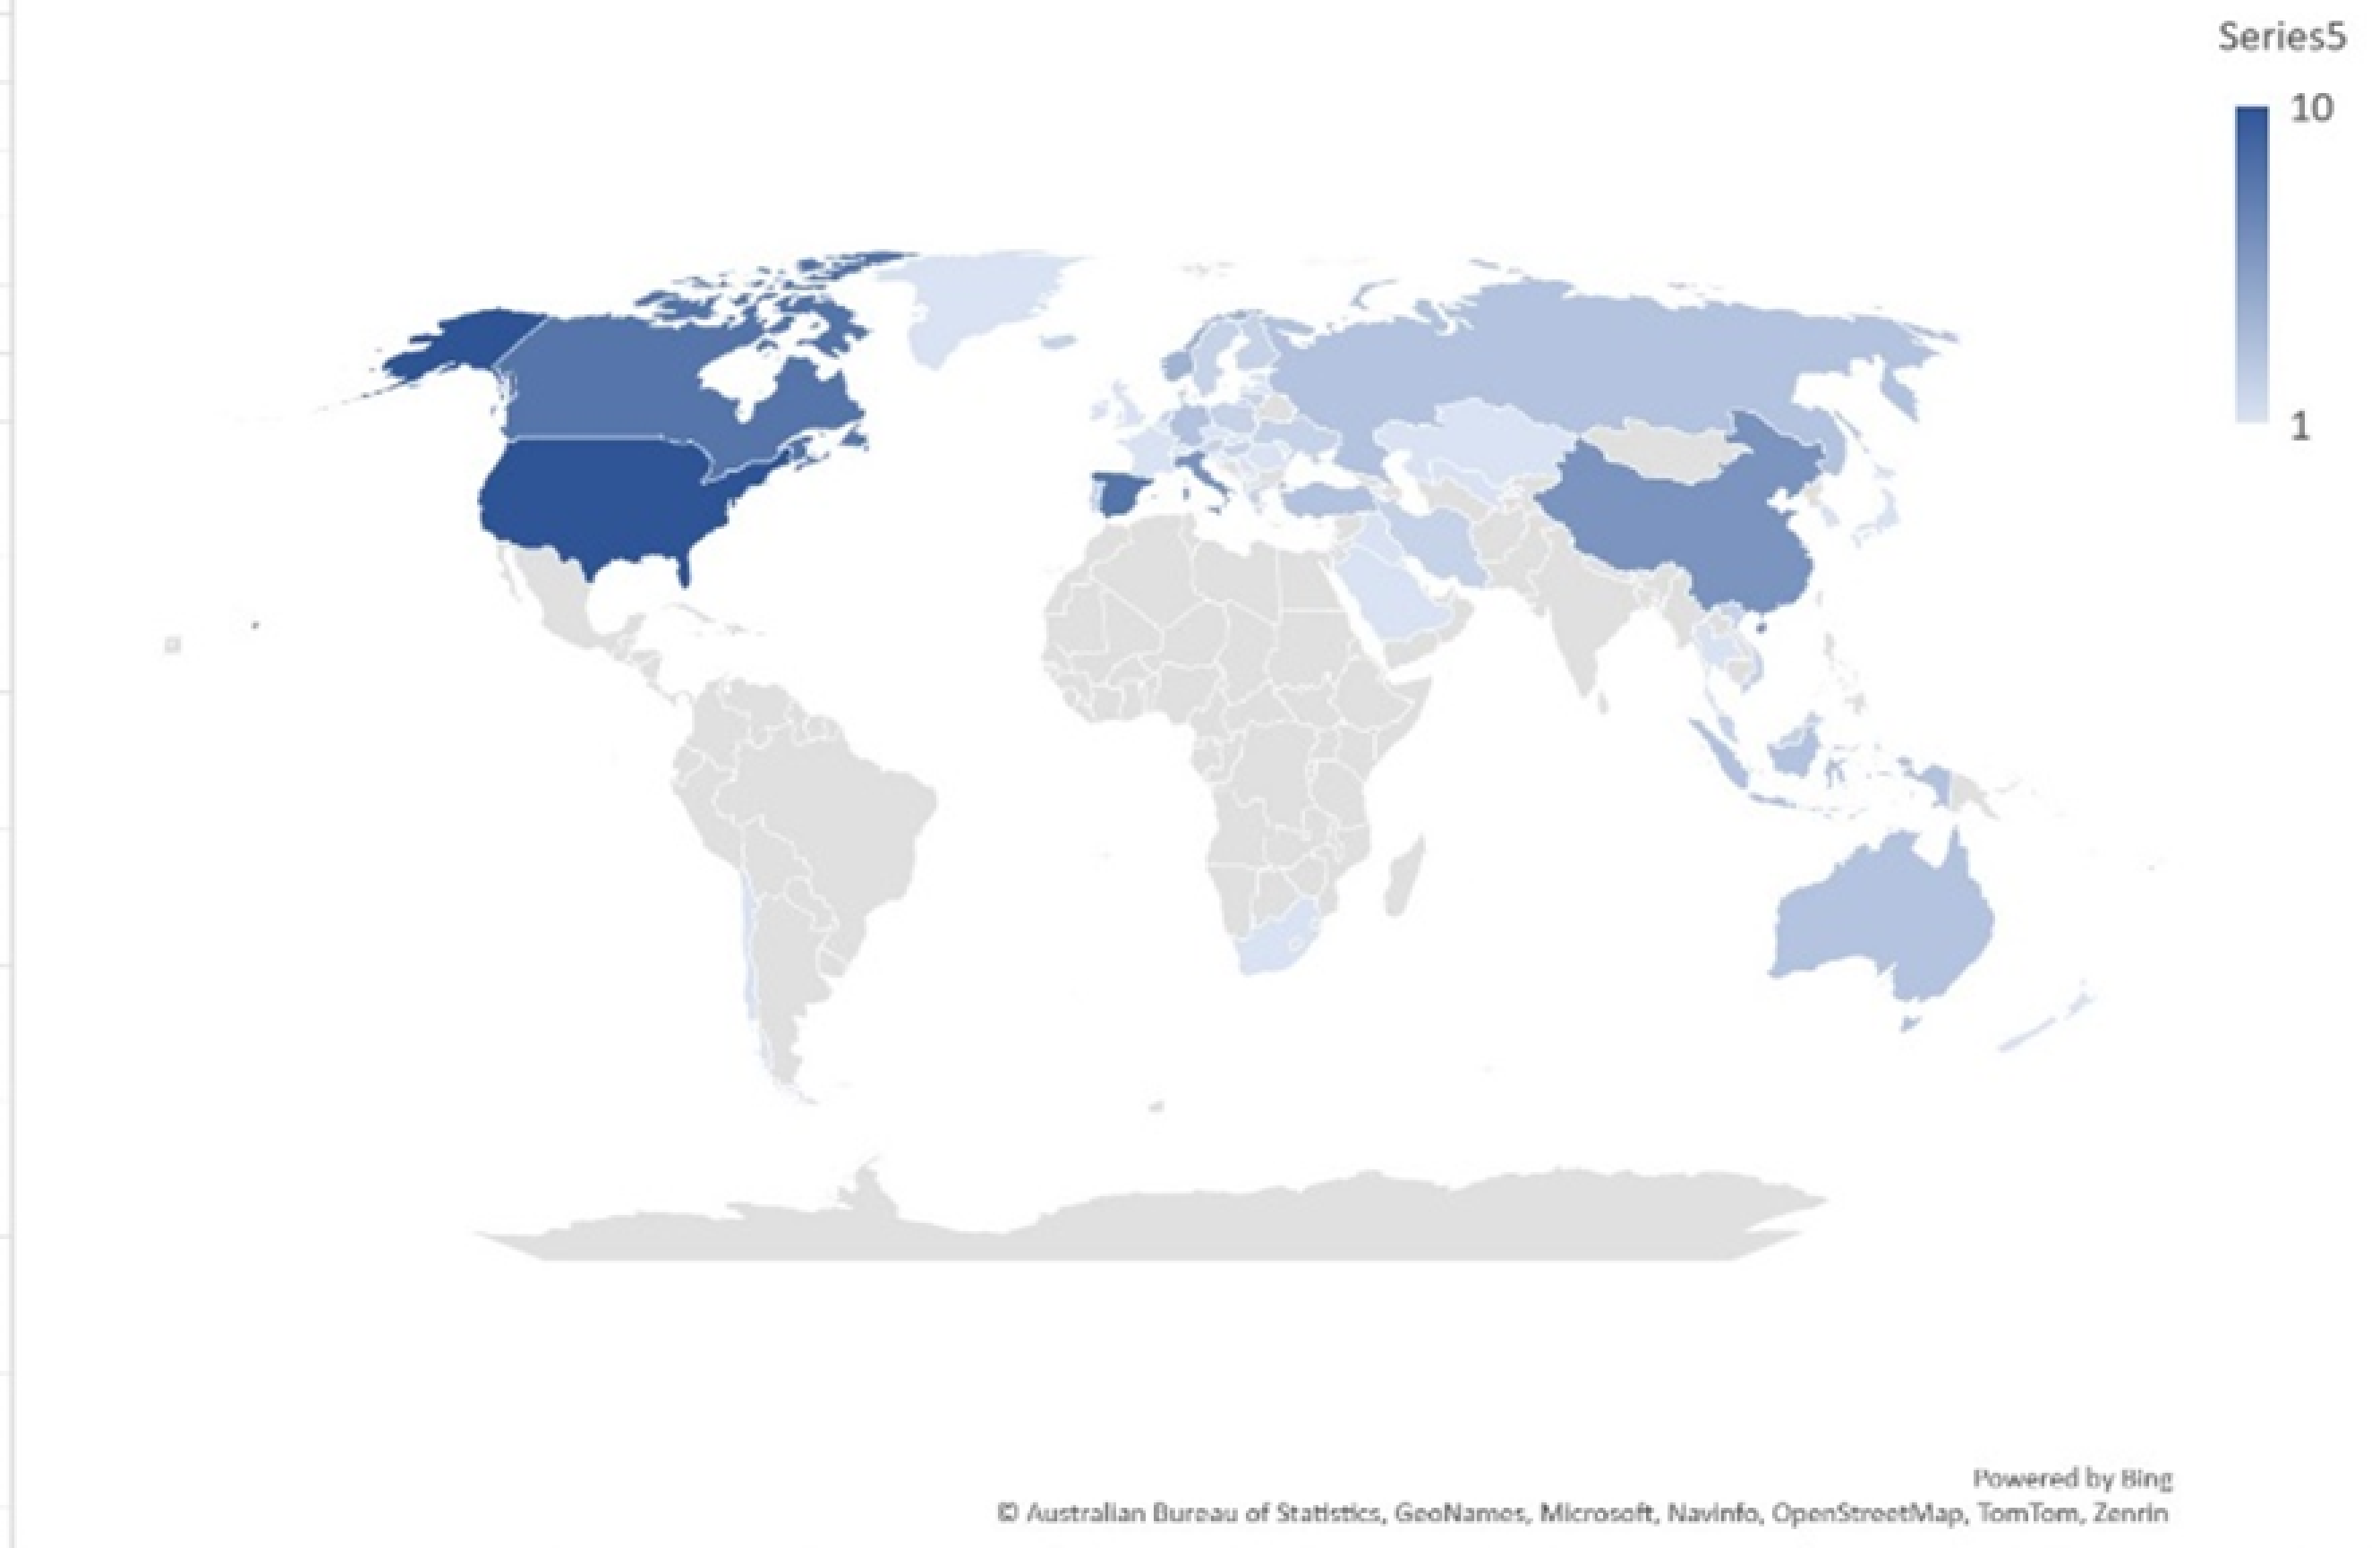 Series5
10
1
Powered by Bing
© Australian Bureau of Statistics, GeoNames, Microsoft, Navinfo, OpenStreetMap, TomTom, Zenrin